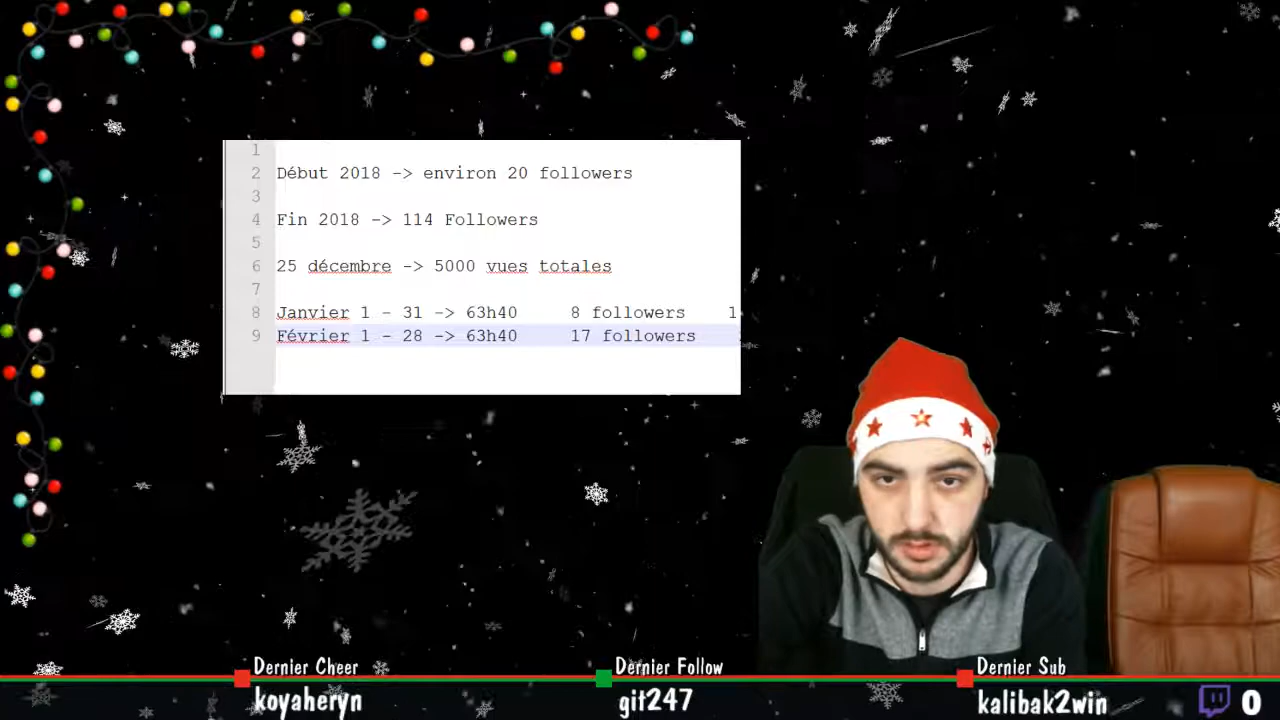 1
2 Début 2018 -> environ 20 followers
3
4 Fin 2018 -> 114 Followers
5
6 25 décembre -> 5000 vues totales
7
8 Janvier 1 - 31 -> 63h40 8 followers 1
9 Février 1 - 28 -> 63h40 17 followers
Dernier Cheer
koyaheryn
Dernier Follow
git247
Dernier Sub
kalibak2win
0